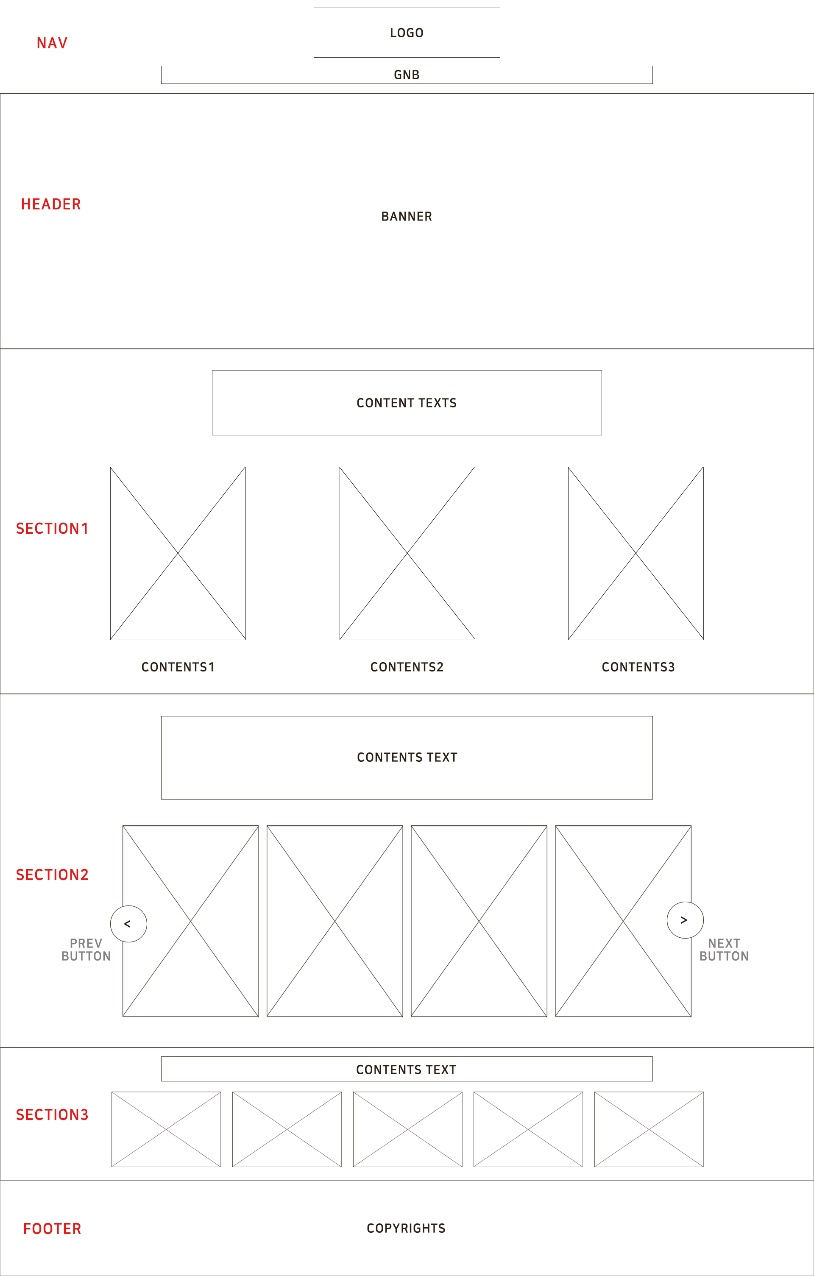 LOGO
NAV
GNB
HEADER
BANNER
CONTENT TEXTS
SECTION1
CONTENTS1
CONTENTS2
CONTENTS3
CONTENTS TEXT
SECTION2
<
>
PREV
BUTTON
NEXT
BUTTON
CONTENTS TEXT
SECTION3
FOOTER
COPYRIGHTS